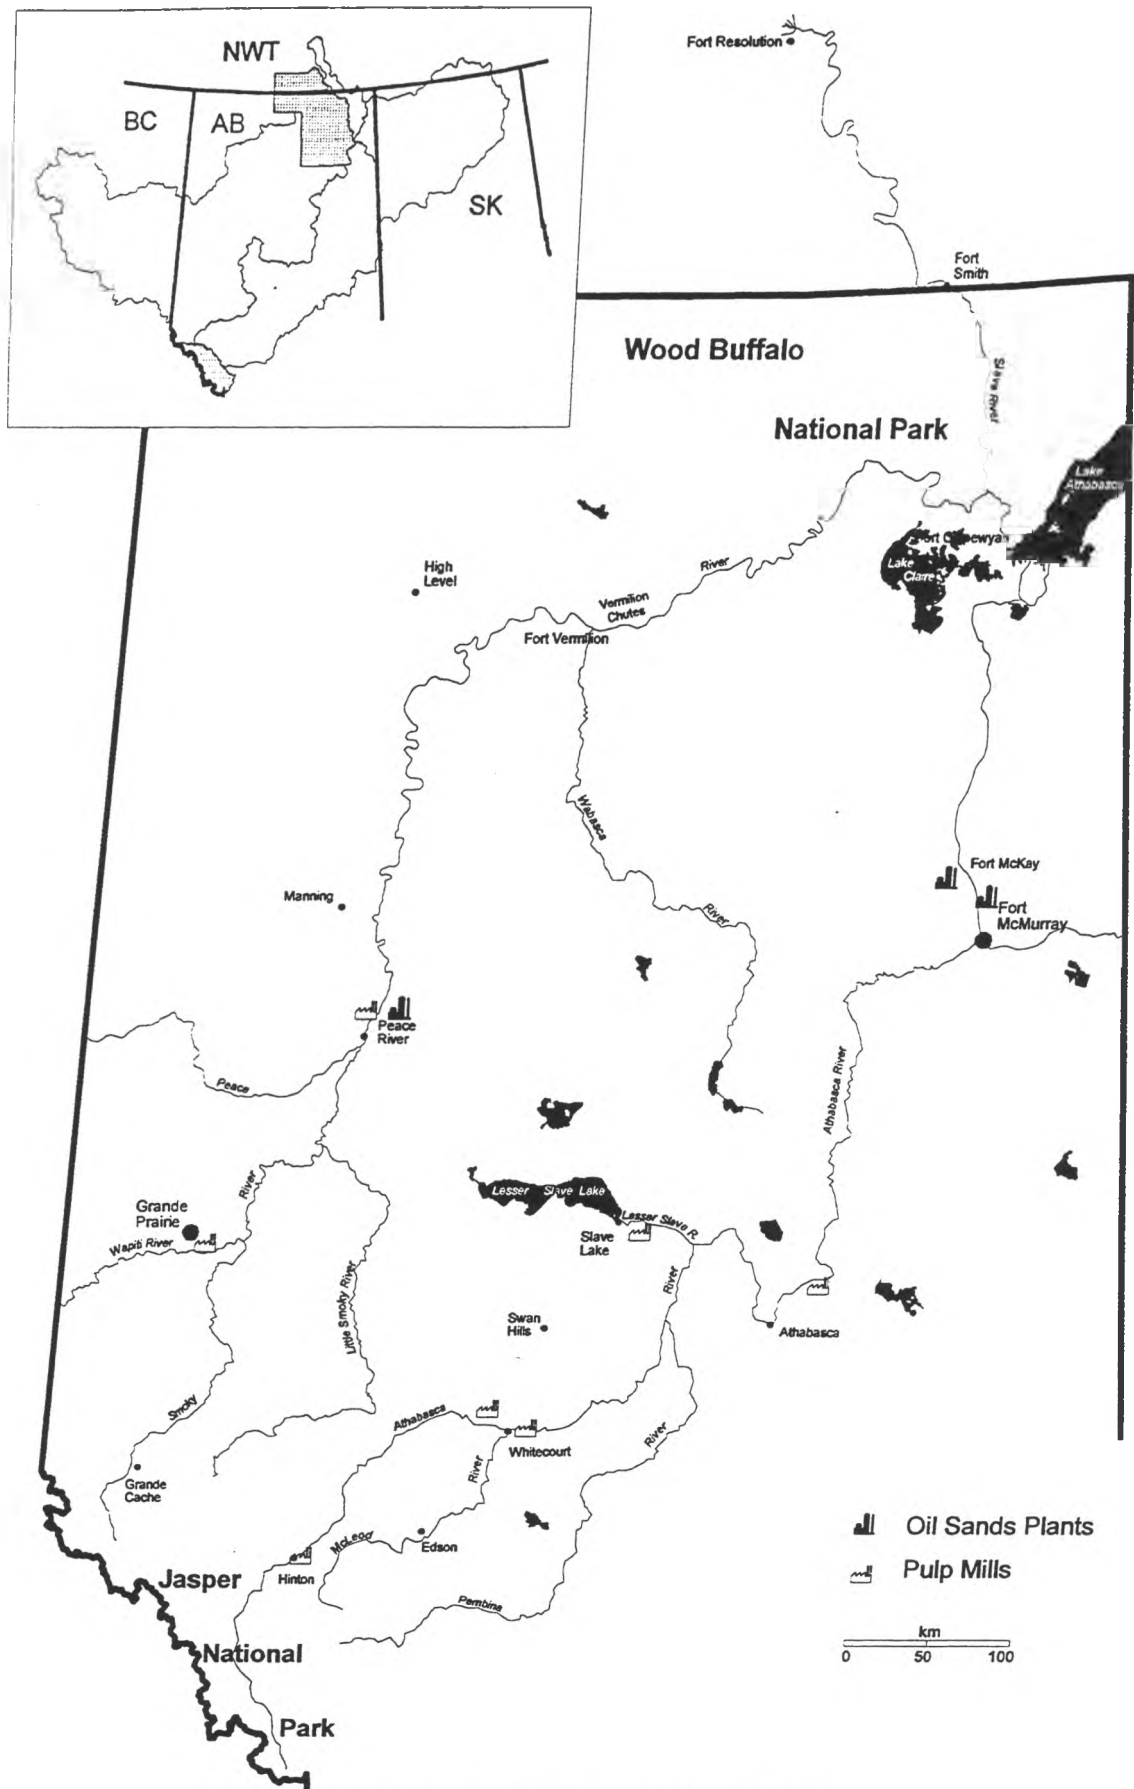 NWT
BC
AB
SK
Fort Resolution
Fort
Smith
Wood Buffalo
National Park
Slave River
Lake
Athabasca
Lake
Claire
High
Level
River
Vermilion
Chutes
Fort Vermilion
Wabasca
River
Fort McKay
Fort
McMurray
Manning
Peace
River
Peace
Athabasca River
River
Grande
Prairie
Wapiti River
Lesser Slave Lake
Lesser Slave R.
Slave
Lake
River
Little Smoky River
Swan
Hills
Athabasca
Smoky
Athabasca
Whitecourt
River
River
Grande
Cache
McLeod
Edson
Hinton
Pembina
Jasper
National
Park
Oil Sands Plants
Pulp Mills
km
0 50 100